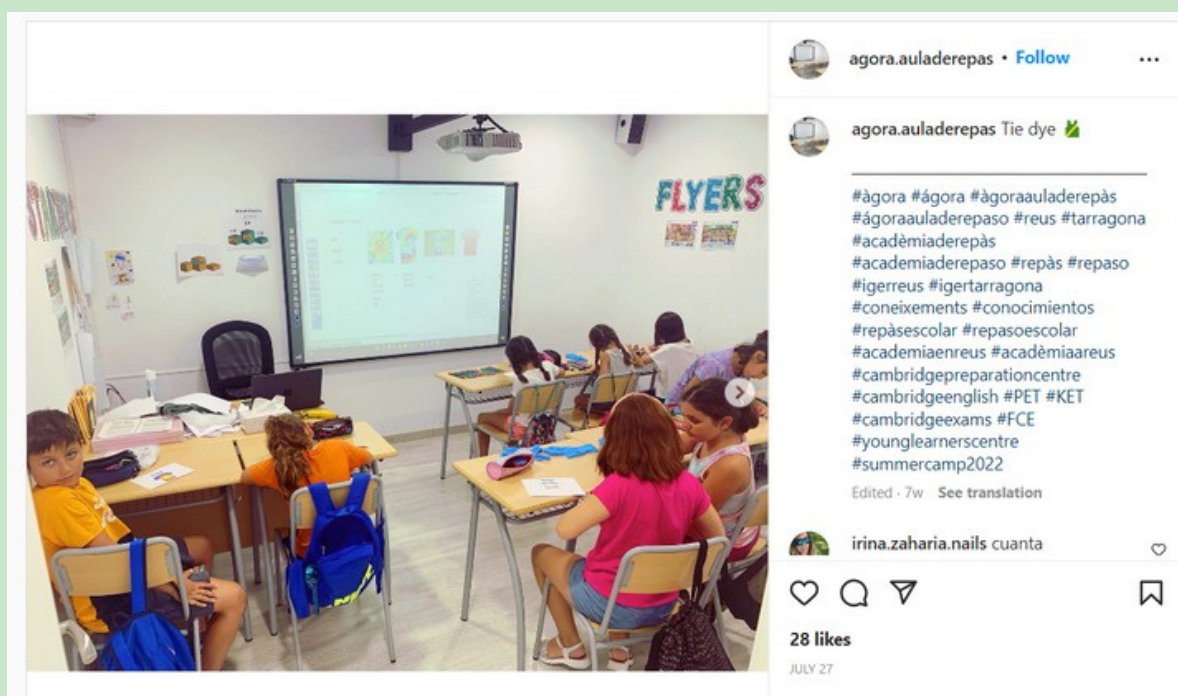 agora.auladerepas • Follow
agora.auladerepas Tie dye
#àgora #ágora #àgoraauladerepàs
#ágoraauladerepaso #reus #tarragona
#acadèmiaderepàs
#academiaderepaso #repàs #repaso
#igerreus #igertarragona
#coneixements #conocimientos
#repàsescolar #repasoescolar
#academiaenreus #acadèmiaareus
#cambridgepreparationcentre
#cambridgeenglish #PET #KET
#cambridgeexams #FCE
#younglearnerscentre
#summercamp2022
Edited · 7w See translation
irina.zaharia.nails cuanta
28 likes
JULY 27
FLYERS